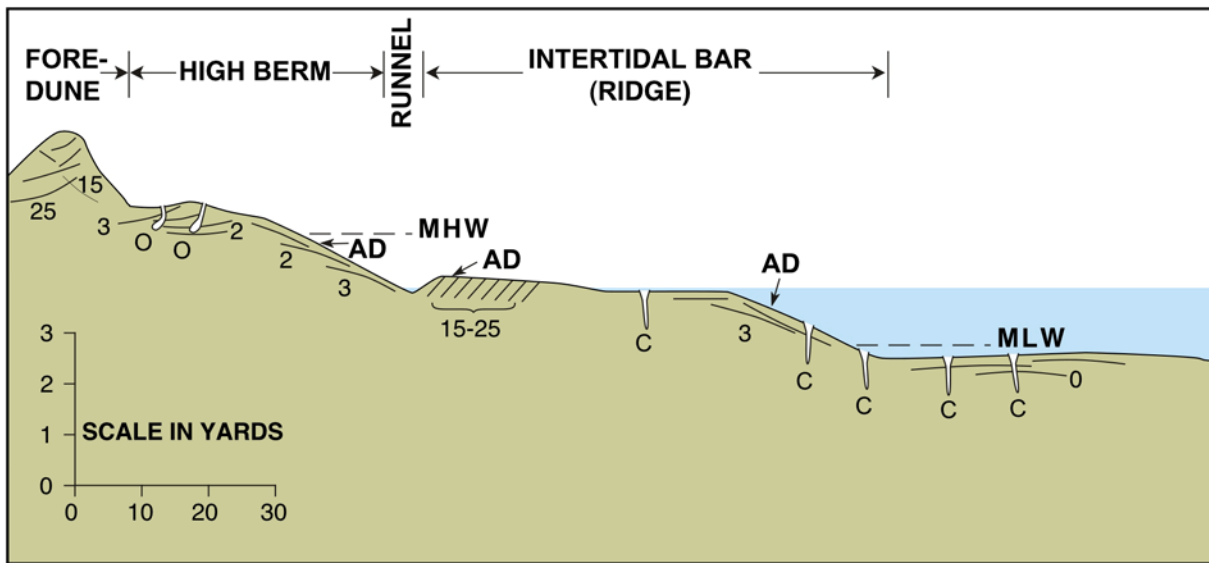 FORE-
DUNE
HIGH BERM
RUNNEL
INTERTIDAL BAR
(RIDGE)
15
25
3
O
O
2
MHW
AD
2
3
AD
15-25
C
AD
3
C
MLW
C
C
C
0
3
2
1
0
SCALE IN YARDS
0
10
20
30